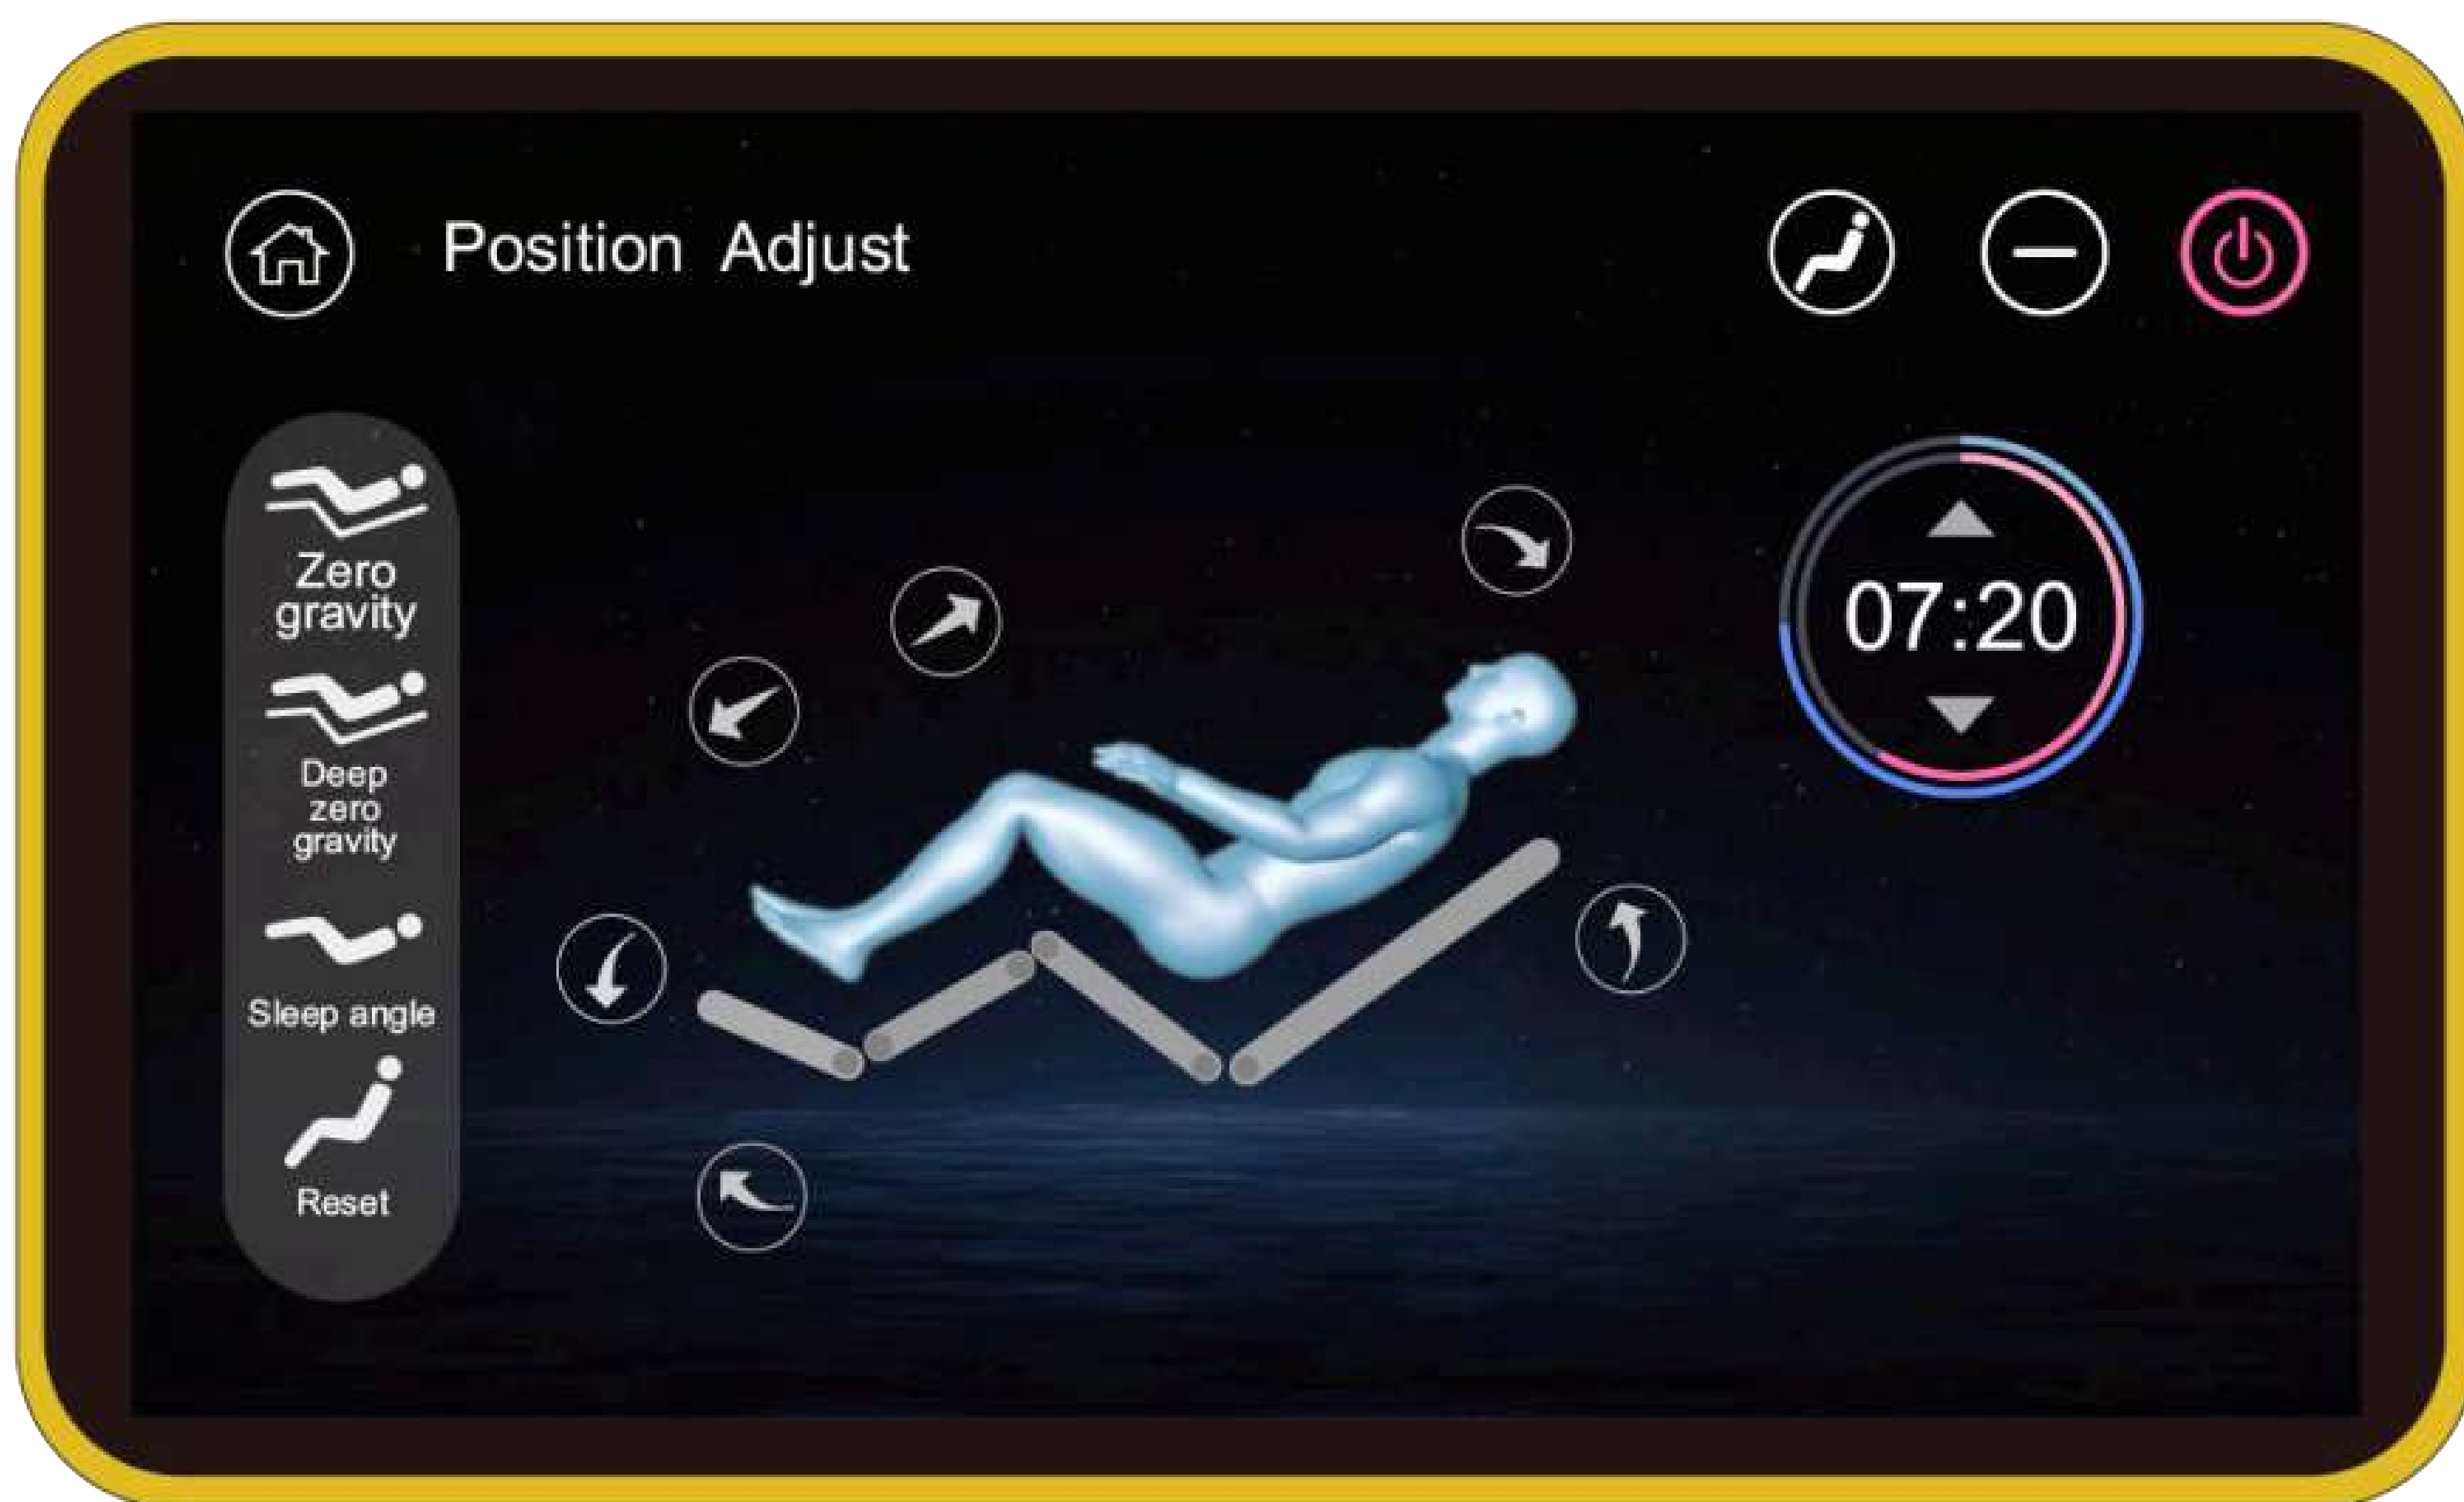 Position Adjust
Zero
gravity
Deep
zero
gravity
Sleep angle
Reset
07:20